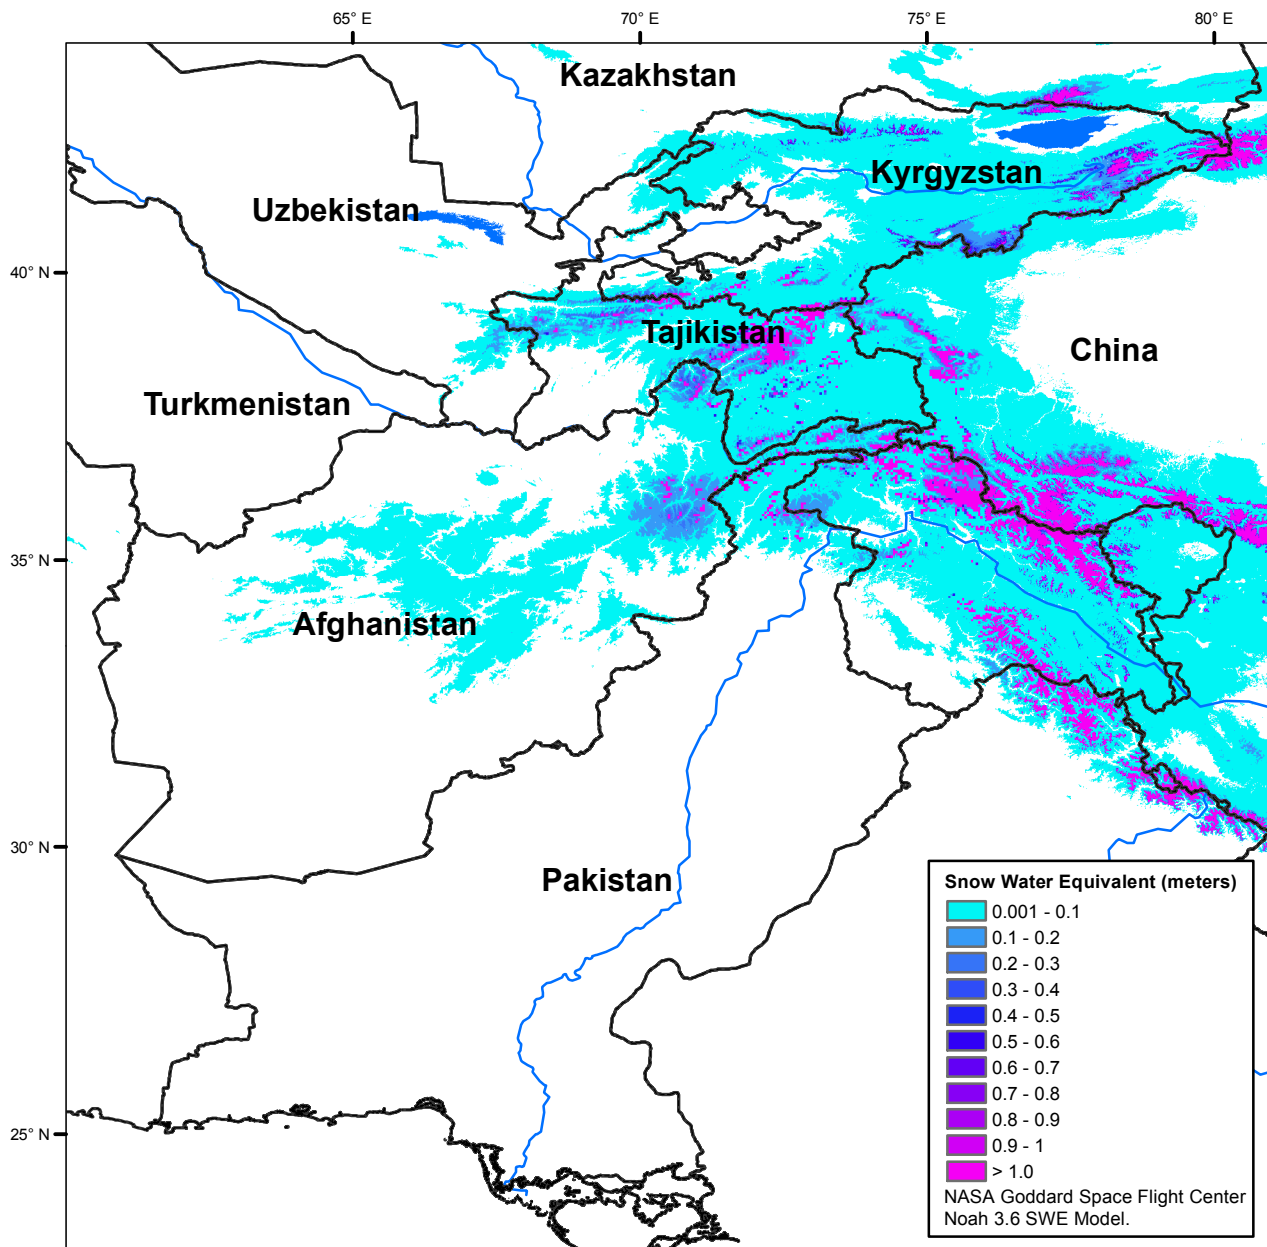 65° E 70° E 75° E 80° E
Kazakhstan
Kyrgyzstan
Uzbekistan
40° N
Tajikistan
China
Turkmenistan
35° N
Afghanistan
30° N
Pakistan
25° N
Snow Water Equivalent (meters)
0.001 - 0.1
0.1 - 0.2
0.2 - 0.3
0.3 - 0.4
0.4 - 0.5
0.5 - 0.6
0.6 - 0.7
0.7 - 0.8
0.8 - 0.9
0.9 - 1
> 1.0
NASA Goddard Space Flight Center
Noah 3.6 SWE Model.